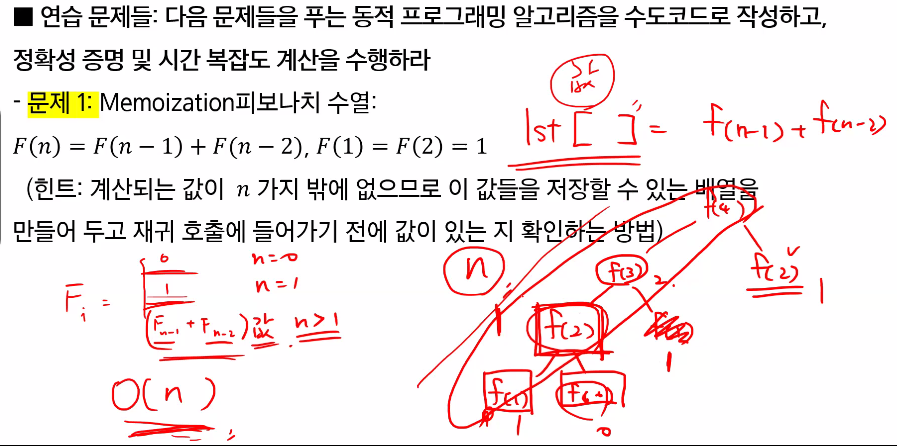 ■ 연습 문제들: 다음 문제들을 푸는 동적 프로그래밍 알고리즘을 수도코드로 작성하고,
정확성 증명 및 시간 복잡도 계산을 수행하라
- 문제 1: Memoization피보나치 수열:
F(n) = F(n − 1) + F(n − 2), F(1) = F(2) = 1
(힌트: 계산되는 값이 n 가지 밖에 없으므로 이 값들을 저장할 수 있는 배열을
만들어 두고 재귀 호출에 들어가기 전에 값이 있는 지 확인하는 방법)
lst [ ] = f(n-1) + f(n-2)
f(4)
n
f(3)
2
f(2)
1
f(2)
1
1
f(1)
1
0
F i =
0 n=0
1 n=1
(F n-1 + F n-2) n>1
O(n)